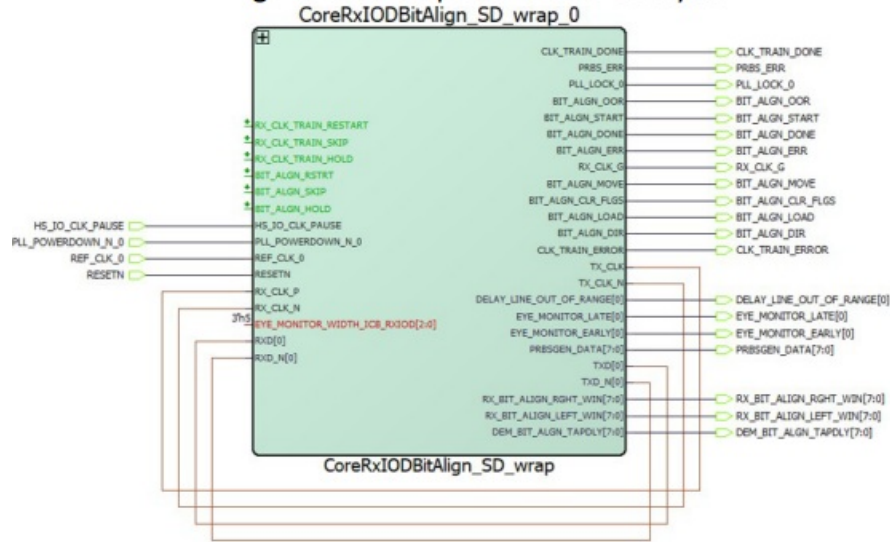 CoreRxIODBitAlign_SD_wrap_0
CLK_TRAIN_DONE CLK_TRAIN_DONE
PRBS_ERR PRBS_ERR
PLL_LOCK_0 PLL_LOCK_0
BIT_ALGN_OOR BIT_ALGN_OOR
RX_CLK_TRAIN_RESTART BIT_ALGN_START BIT_ALGN_START
RX_CLK_TRAIN_SKIP BIT_ALGN_DONE BIT_ALGN_DONE
RX_CLK_TRAIN_HOLD BIT_ALGN_ERR BIT_ALGN_ERR
BIT_ALGN_RSTRT RX_CLK_G RX_CLK_G
BIT_ALGN_SKIP BIT_ALGN_MOVE BIT_ALGN_MOVE
BIT_ALGN_HOLD BIT_ALGN_CLR_FLGS BIT_ALGN_CLR_FLGS
HS_IO_CLK_PAUSE HS_IO_CLK_PAUSE BIT_ALGN_LOAD BIT_ALGN_LOAD
PLL_POWERDOWN_N_0 PLL_POWERDOWN_N_0 BIT_ALGN_DIR BIT_ALGN_DIR
REF_CLK_0 REF_CLK_0 CLK_TRAIN_ERROR CLK_TRAIN_ERROR
RESETN RESETN TX_CLK
RX_CLK_P TX_CLK_N
RX_CLK_N DELAY_LINE_OUT_OF_RANGE[0] DELAY_LINE_OUT_OF_RANGE[0]
3'h5 EYE_MONITOR_WIDTH_ICB_RXIOD[2:0] EYE_MONITOR_LATE[0] EYE_MONITOR_LATE[0]
RXD[0] EYE_MONITOR_EARLY[0] EYE_MONITOR_EARLY[0]
RXD_N[0] PRBSGEN_DATA[7:0] PRBSGEN_DATA[7:0]
TXD[0]
TXD_N[0]
RX_BIT_ALIGN_RGHT_WIN[7:0] RX_BIT_ALIGN_RGHT_WIN[7:0]
RX_BIT_ALIGN_LEFT_WIN[7:0] RX_BIT_ALIGN_LEFT_WIN[7:0]
DEM_BIT_ALGN_TAPDLY[7:0] DEM_BIT_ALGN_TAPDLY[7:0]
CoreRxIODBitAlign_SD_wrap